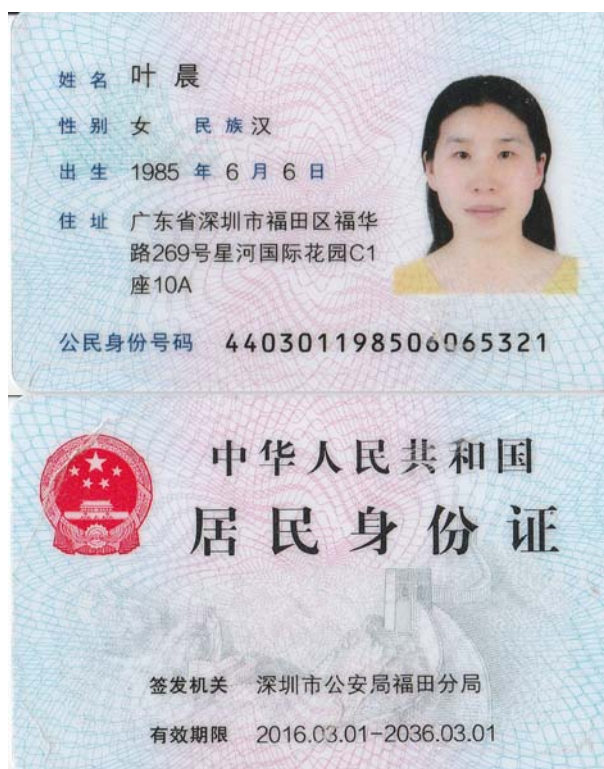 姓名 叶晨
性别 女 民族 汉
出生 1985 年 6 月 6 日
住址 广东省深圳市福田区福华
路269号星河国际花园C1
座10A
公民身份号码 440301198506065321
中华人民共和国
居民身份证
签发机关 深圳市公安局福田分局
有效期限 2016.03.01-2036.03.01